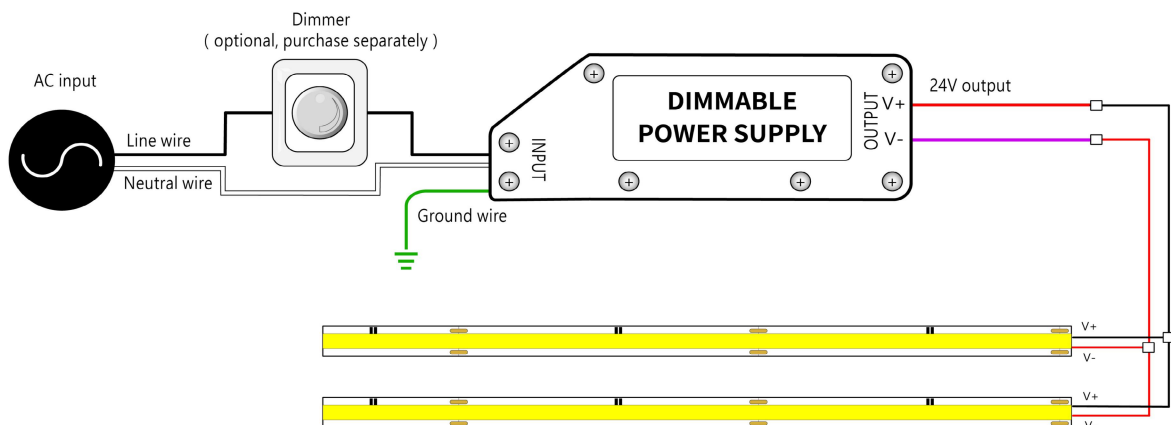 Dimmer
( optional, purchase separately )
AC input
24V output
DIMMABLE
POWER SUPPLY
OUTPUT
V+
V-
INPUT
Line wire
Neutral wire
Ground wire
V+
V-
V+